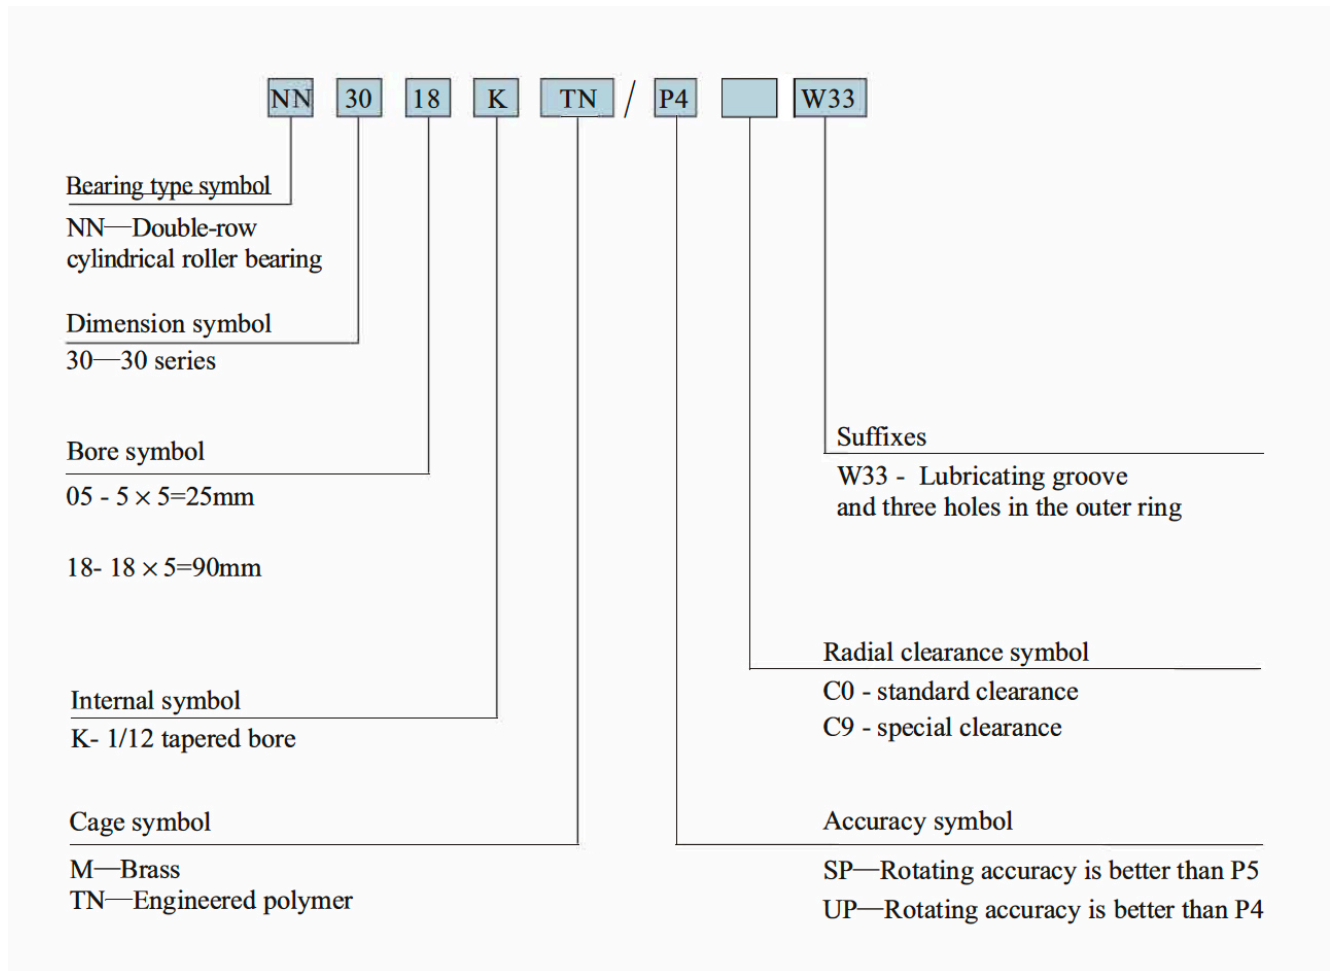 NN 30 18 K TN / P4 W33
Bearing type symbol
NN—Double-row
cylindrical roller bearing
Dimension symbol
30—30 series
Bore symbol
05 - 5 × 5=25mm
18- 18 × 5=90mm
Internal symbol
K- 1/12 tapered bore
Cage symbol
M—Brass
TN—Engineered polymer
Suffixes
W33 - Lubricating groove
and three holes in the outer ring
Radial clearance symbol
C0 - standard clearance
C9 - special clearance
Accuracy symbol
SP—Rotating accuracy is better than P5
UP—Rotating accuracy is better than P4